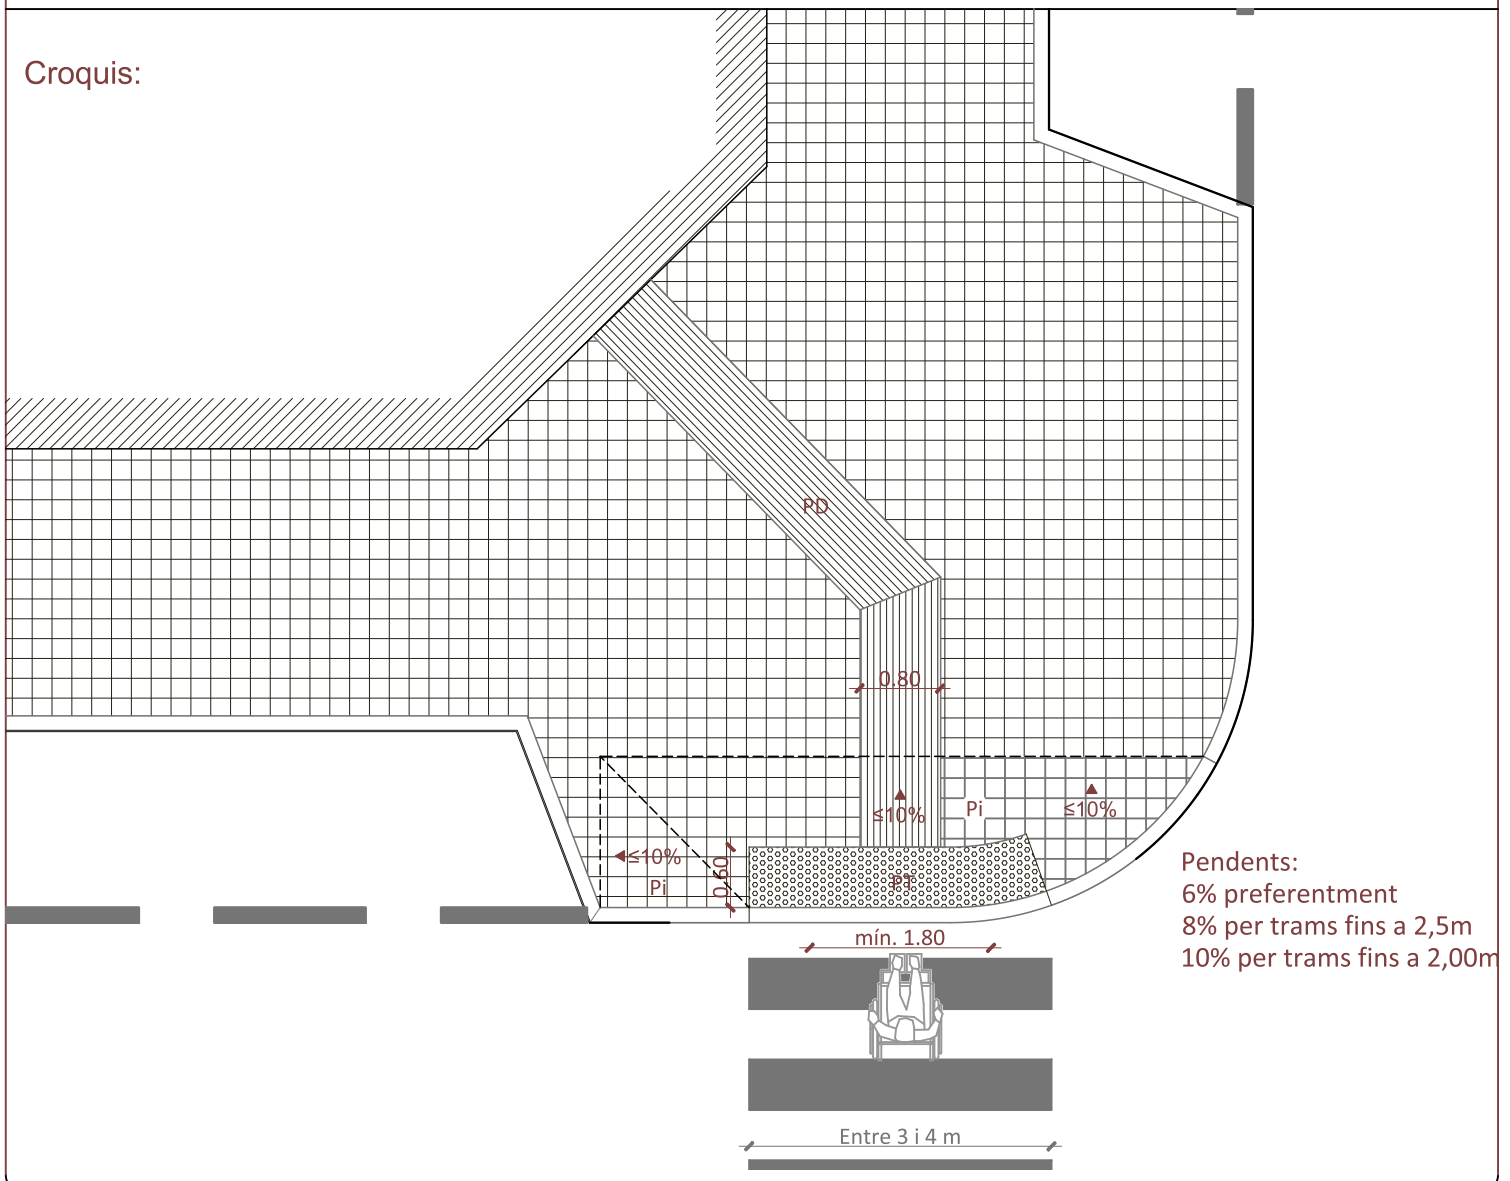 Croquis:
PD
0.80
≤10%
Pi
≤10%
≤10%
Pi
0.60
PT
Pendents:
6% preferentment
8% per trams fins a 2,5m
10% per trams fins a 2,00m
mín. 1.80
Entre 3 i 4 m